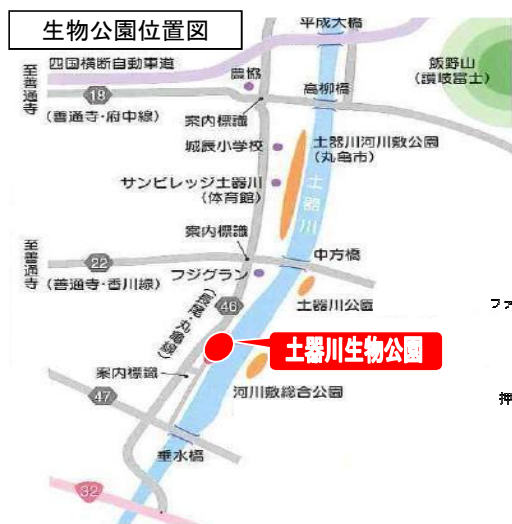 生物公園位置図
平成大橋
四国横断自動車道
飯野山
(讃岐富士)
至善通寺
農協
高柳橋
18
(善通寺・府中線)
案内標識
城辰小学校
土器川河川敷公園
(丸亀市)
サンビレッジ土器川
(体育館)
土器川
案内標識
至善通寺
中方橋
22
(善通寺・香川線)
フジグラン
46
土器川公園
ファ
(長尾・丸亀線)
土器川生物公園
案内標識
河川敷総合公園
47
押
垂水橋
32